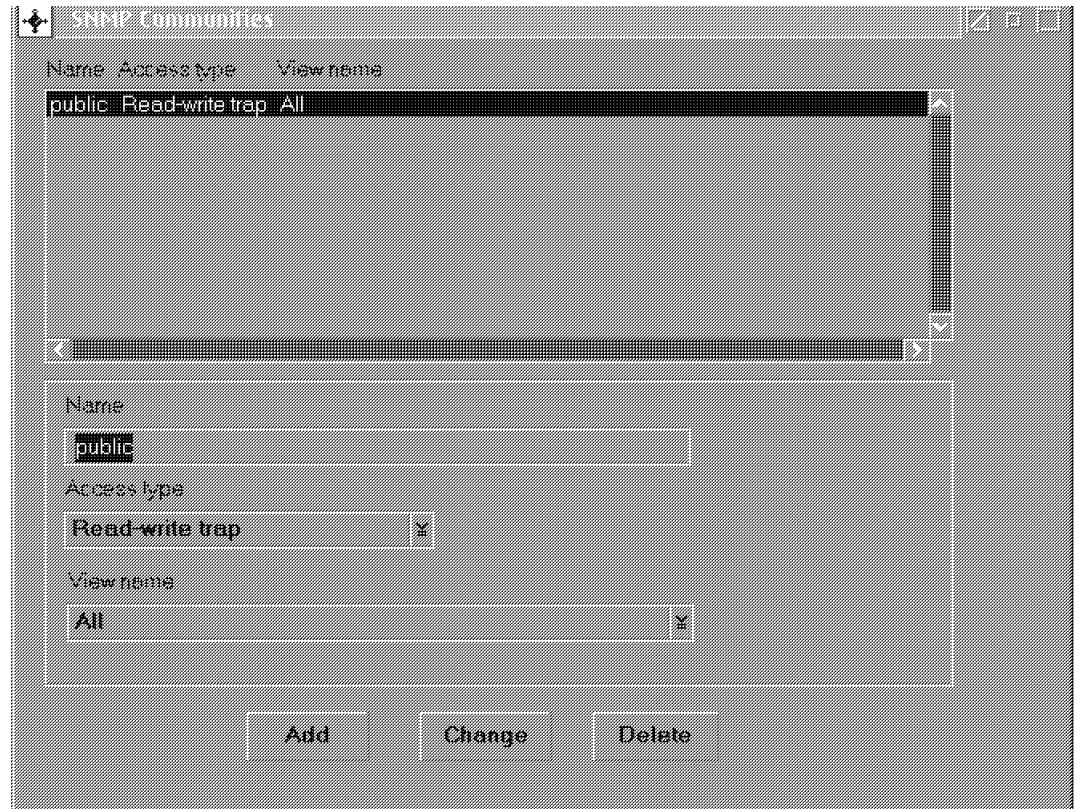 SNMP Communities
Name Access type View name
public Read-write trap All
Name
public
Access type
Read-write trap
View name
All
Add Change Delete